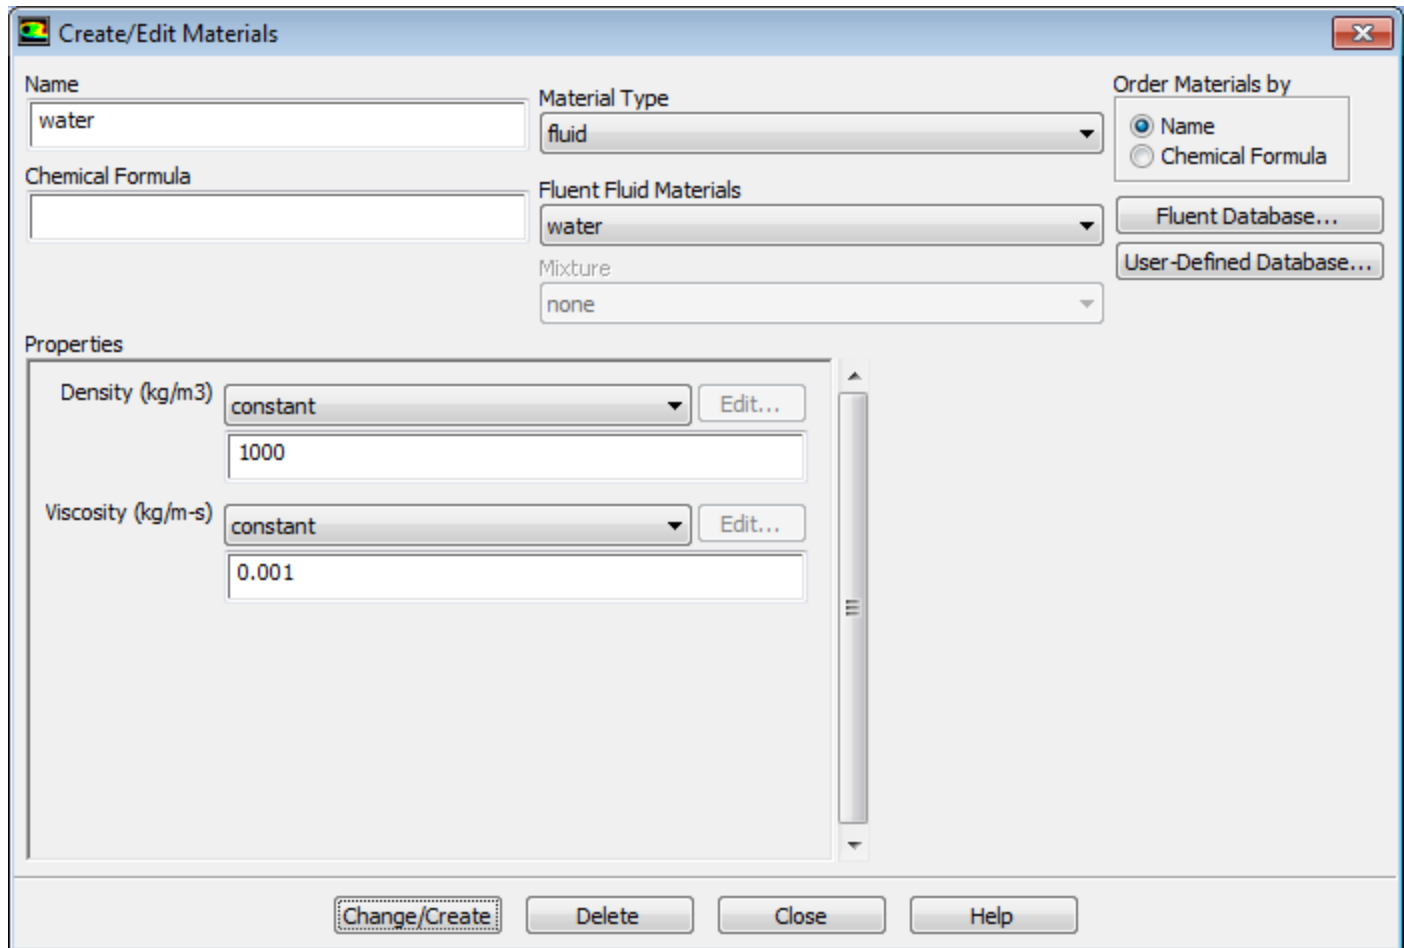 Create/Edit Materials
Name
water
Chemical Formula
Material Type
fluid
Fluent Fluid Materials
water
Mixture
none
Order Materials by
Name
Chemical Formula
Fluent Database...
User-Defined Database...
Properties
Density (kg/m3)
constant
Edit...
1000
Viscosity (kg/m-s)
constant
Edit...
0.001
Change/Create
Delete
Close
Help